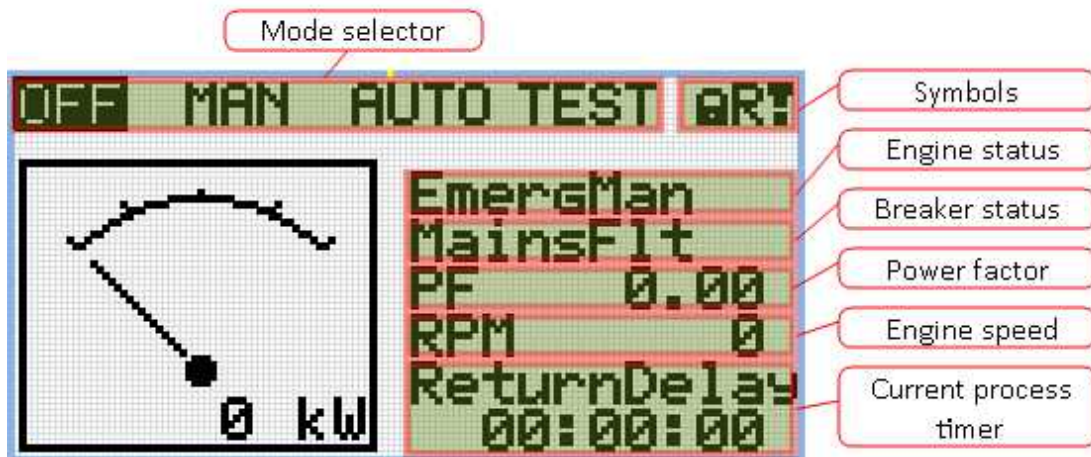 Mode selector
OFF MAN AUTO TEST R!
Symbols
Engine status
EmergMan
Breaker status
MainsFlt
Power factor
PF 0.00
Engine speed
RPM 0
Current process
timer
ReturnDelay
00:00:00
0 kW